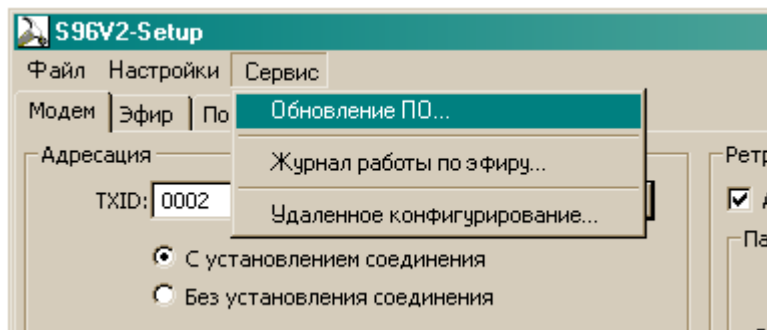 S96V2-Setup
Файл Настройки Сервис
Модем Эфир
Обновление ПО...
Журнал работы по эфиру...
Удаленное конфигурирование...
Адресация
TXID: 0002
С установлением соединения
Без установления соединения